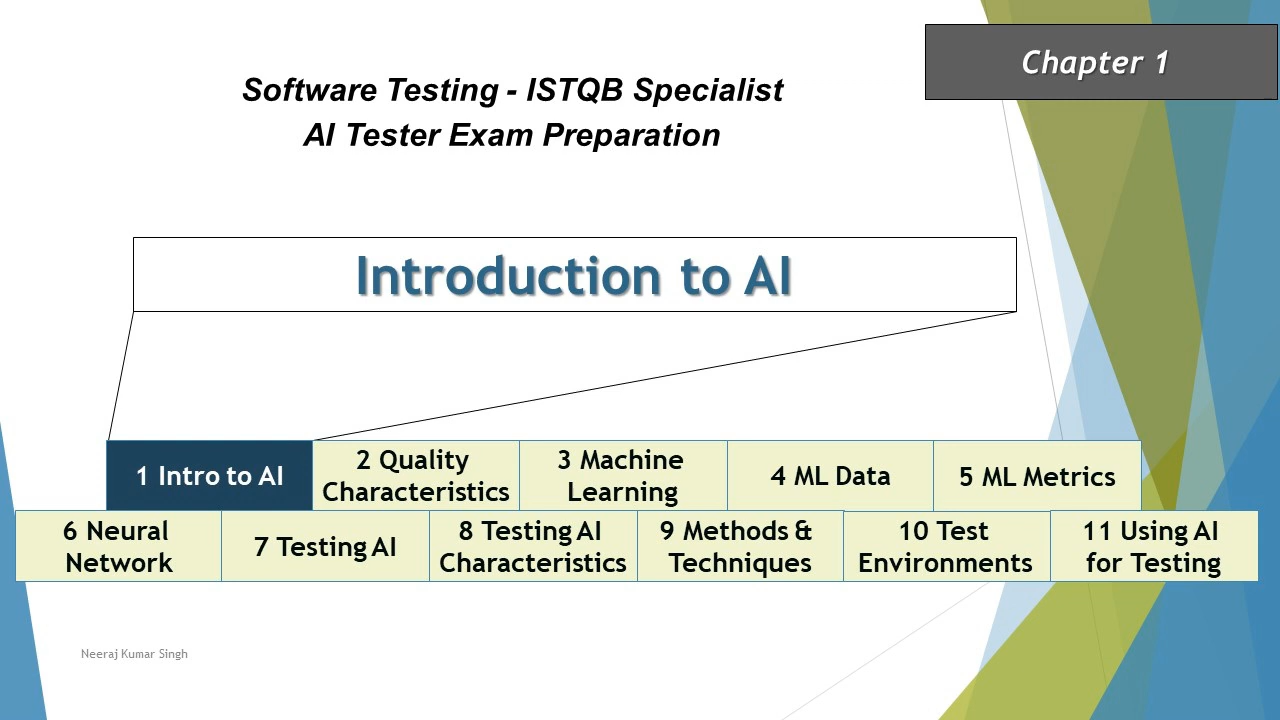 Chapter 1
Software Testing - ISTQB Specialist
AI Tester Exam Preparation
Introduction to AI
1 Intro to AI
2 Quality
Characteristics
3 Machine
Learning
4 ML Data
5 ML Metrics
6 Neural
Network
7 Testing AI
8 Testing AI
Characteristics
9 Methods &
Techniques
10 Test
Environments
11 Using AI
for Testing
Neeraj Kumar Singh